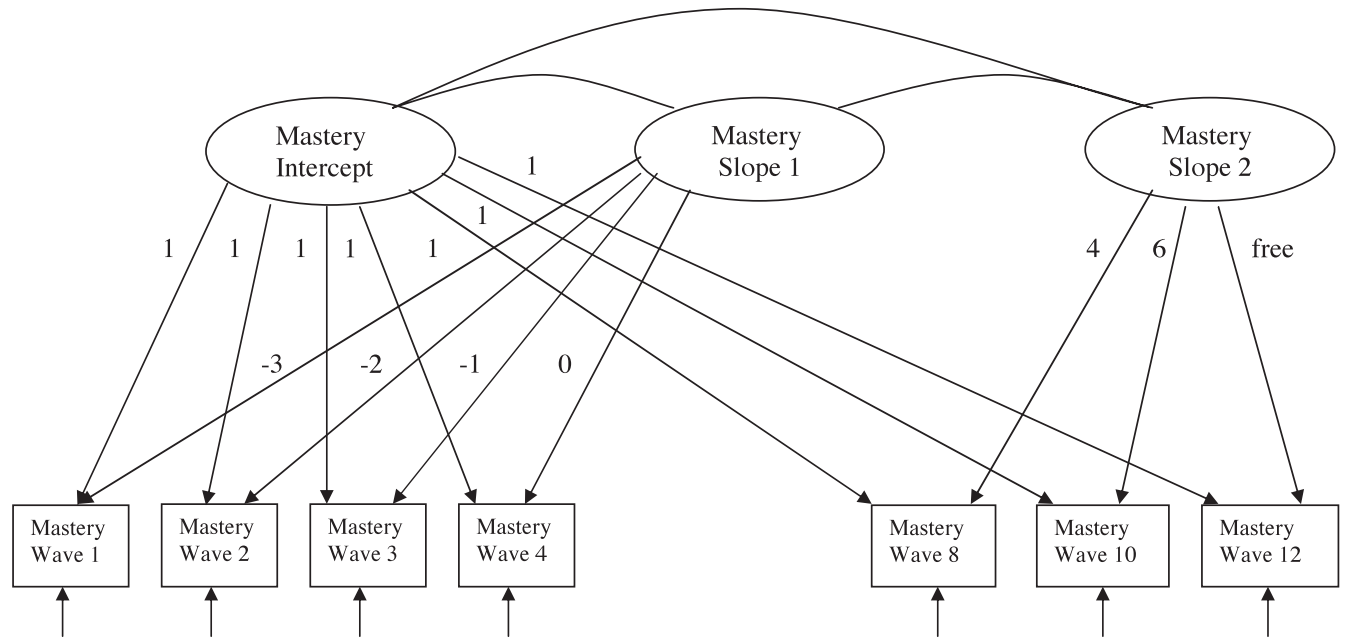 Mastery
Intercept
Mastery
Slope 1
Mastery
Slope 2
1
1
1
1
1
1
1
4
6
free
-3
-2
-1
0
Mastery
Wave 1
Mastery
Wave 2
Mastery
Wave 3
Mastery
Wave 4
Mastery
Wave 8
Mastery
Wave 10
Mastery
Wave 12